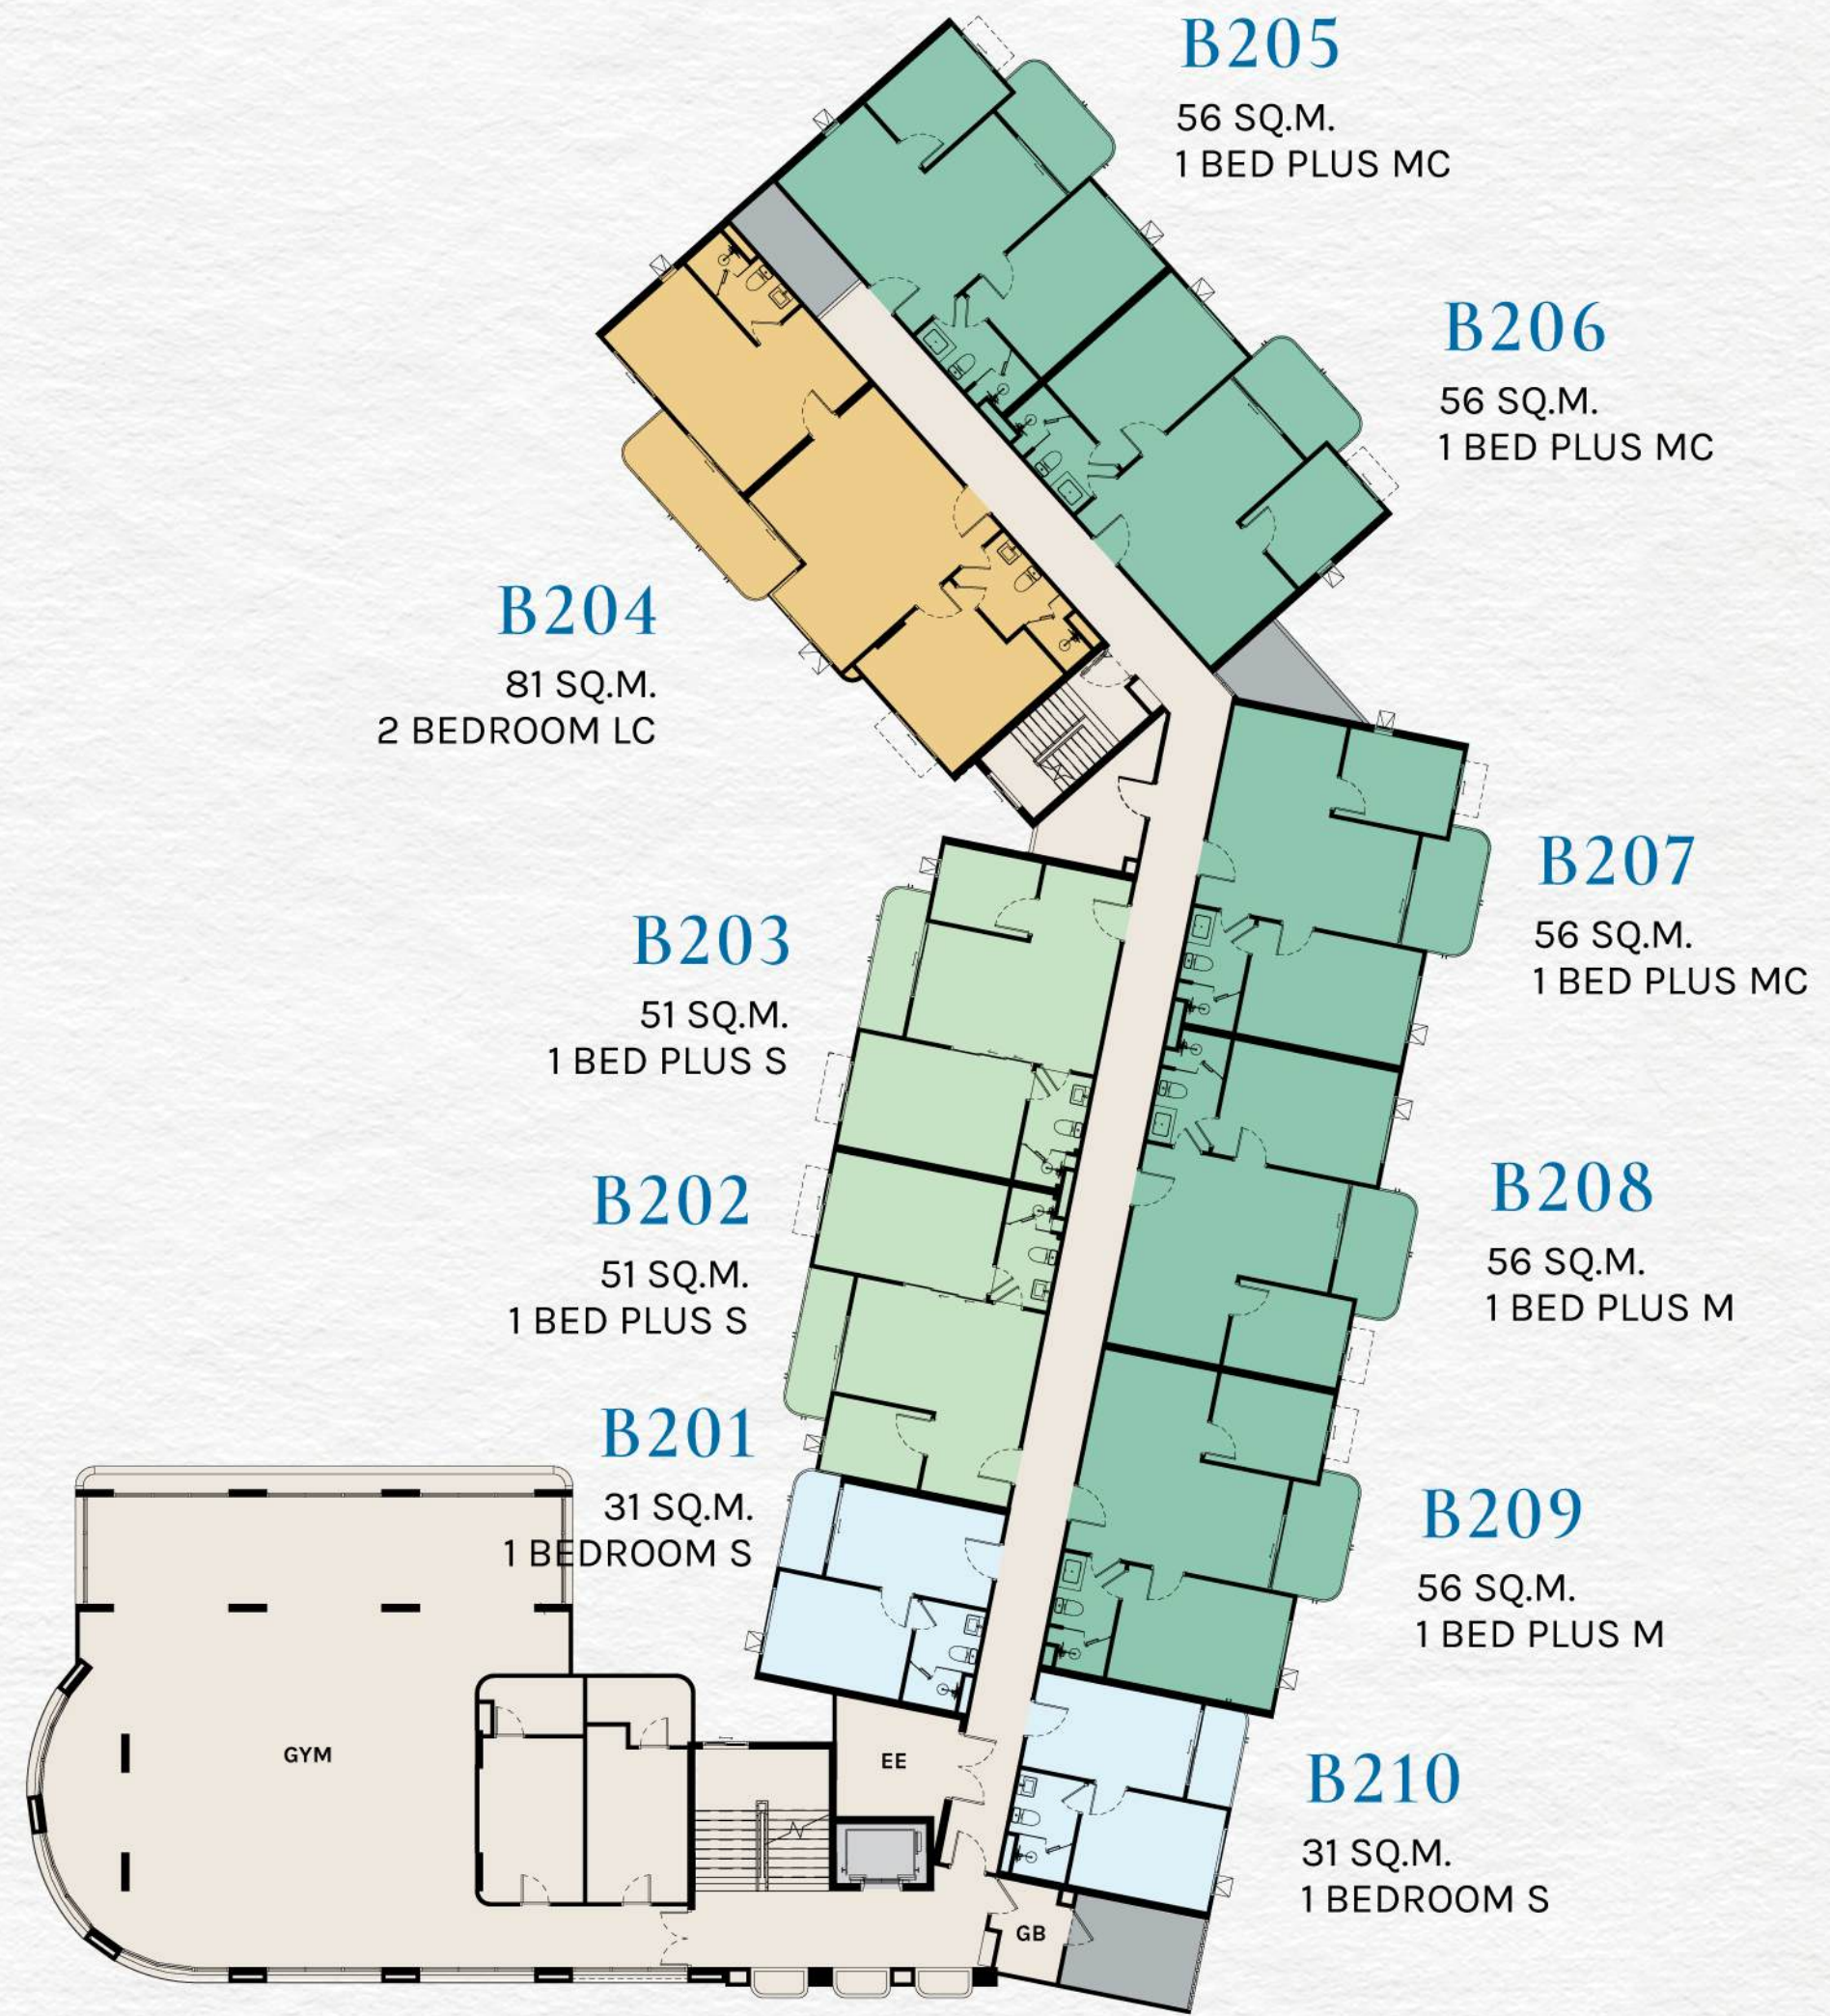 B205
56 SQ.M.
1 BED PLUS MC
B206
56 SQ.M.
1 BED PLUS MC
B204
81 SQ.M.
2 BEDROOM LC
B207
56 SQ.M.
1 BED PLUS MC
B203
51 SQ.M.
1 BED PLUS S
B202
51 SQ.M.
1 BED PLUS S
B208
56 SQ.M.
1 BED PLUS M
B201
31 SQ.M.
1 BEDROOM S
B209
56 SQ.M.
1 BED PLUS M
GYM
EE
B210
31 SQ.M.
1 BEDROOM S
GB